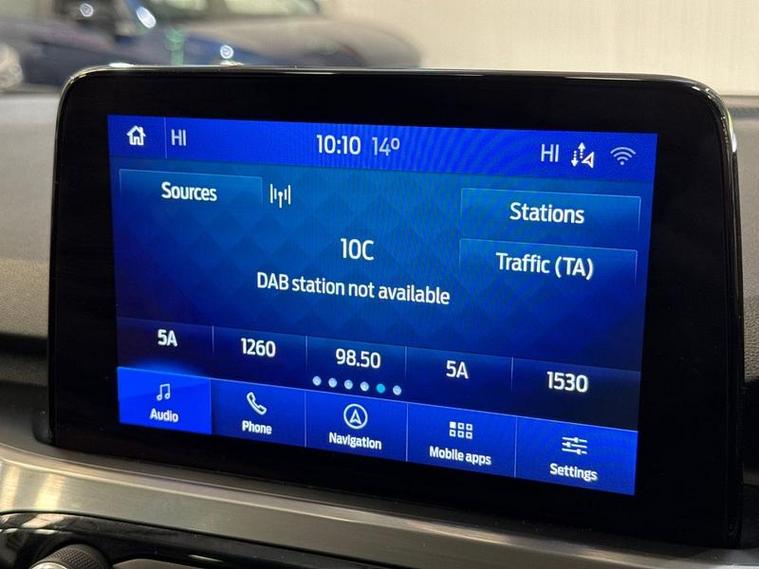 HI 10:10 14° HI
Sources
Stations
10C
Traffic (TA)
DAB station not available
5A 1260 98.50 5A 1530
Audio Phone Navigation Mobile apps Settings